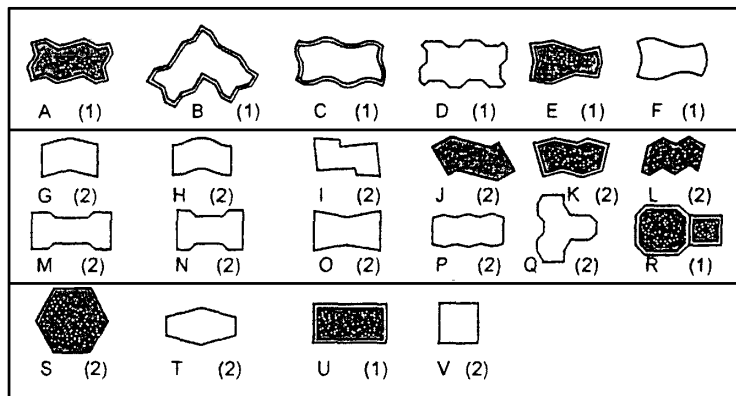 A (1) B (1) C (1) D (1) E (1) F (1)
G (2) H (2) I (2) J (2) K (2) L (2)
M (2) N (2) O (2) P (2) Q (2) R (1)
S (2) T (2) U (1) V (2)